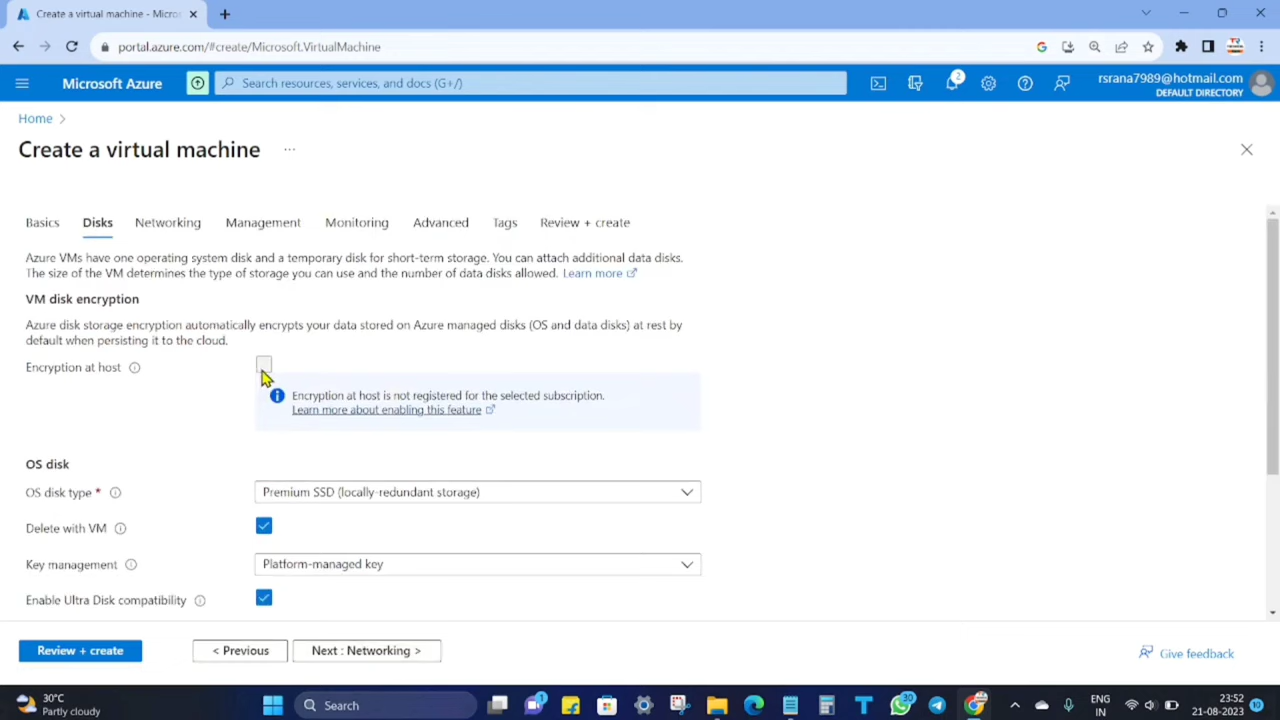 Create a virtual machine - Micros
portal.azure.com/#create/Microsoft.VirtualMachine
Microsoft Azure
Search resources, services, and docs (G+/)
2
rsrana7989@hotmail.com
DEFAULT DIRECTORY
Home >
Create a virtual machine ...
Basics Disks Networking Management Monitoring Advanced Tags Review + create
Azure VMs have one operating system disk and a temporary disk for short-term storage. You can attach additional data disks.
The size of the VM determines the type of storage you can use and the number of data disks allowed. Learn more
VM disk encryption
Azure disk storage encryption automatically encrypts your data stored on Azure managed disks (OS and data disks) at rest by
default when persisting it to the cloud.
Encryption at host
Encryption at host is not registered for the selected subscription.
Learn more about enabling this feature
OS disk
OS disk type * Premium SSD (locally-redundant storage)
Delete with VM
Key management Platform-managed key
Enable Ultra Disk compatibility
Review + create < Previous Next : Networking > Give feedback
30°C
Partly cloudy
Search
1
30
ENG
IN
23:52
21-08-2023
10